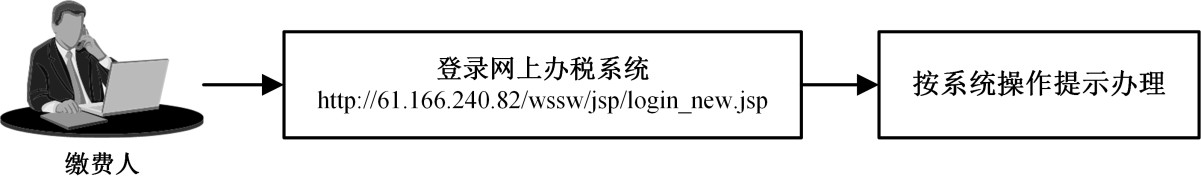 登录网上办税系统
http://61.166.240.82/wssw/jsp/login_new.jsp
按系统操作提示办理
缴费人